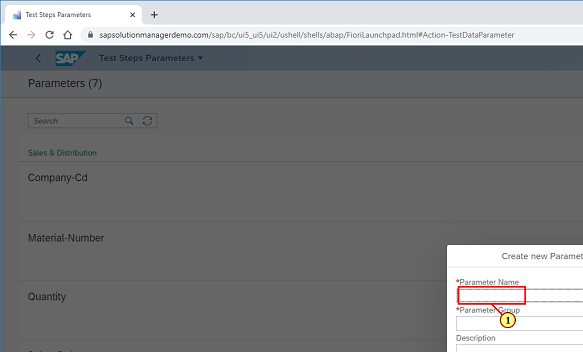 Test Steps Parameters
sapsolutionmanagerdemo.com/sap/bc/ui5_ui5/ui2/ushell/shells/abap/FioriLaunchpad.html#Action-TestDataParameter
SAP Test Steps Parameters
Parameters (7)
Search
Sales & Distribution
Company-Cd
Material-Number
Create new Paramet
*Parameter Name
Quantity
*Parameter Group
1
Description